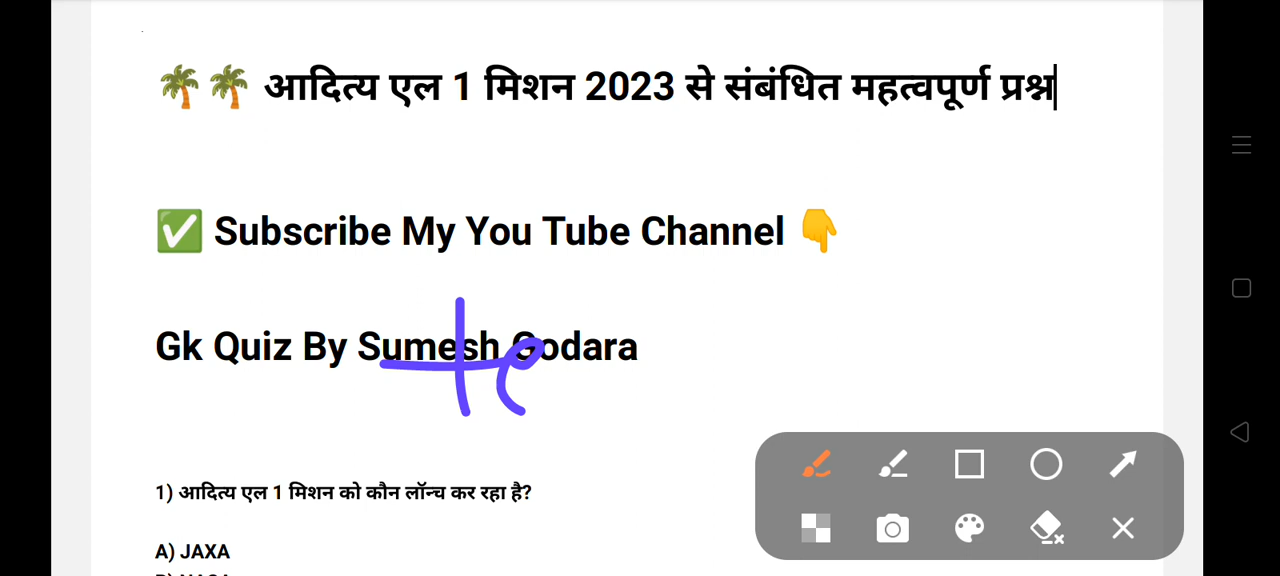 🌴🌴 आदित्य एल 1 मिशन 2023 से संबंधित महत्वपूर्ण प्रश्न
✅ Subscribe My You Tube Channel 👇
Gk Quiz By Sumesh Godara
1) आदित्य एल 1 मिशन को कौन लॉन्च कर रहा है?
A) JAXA